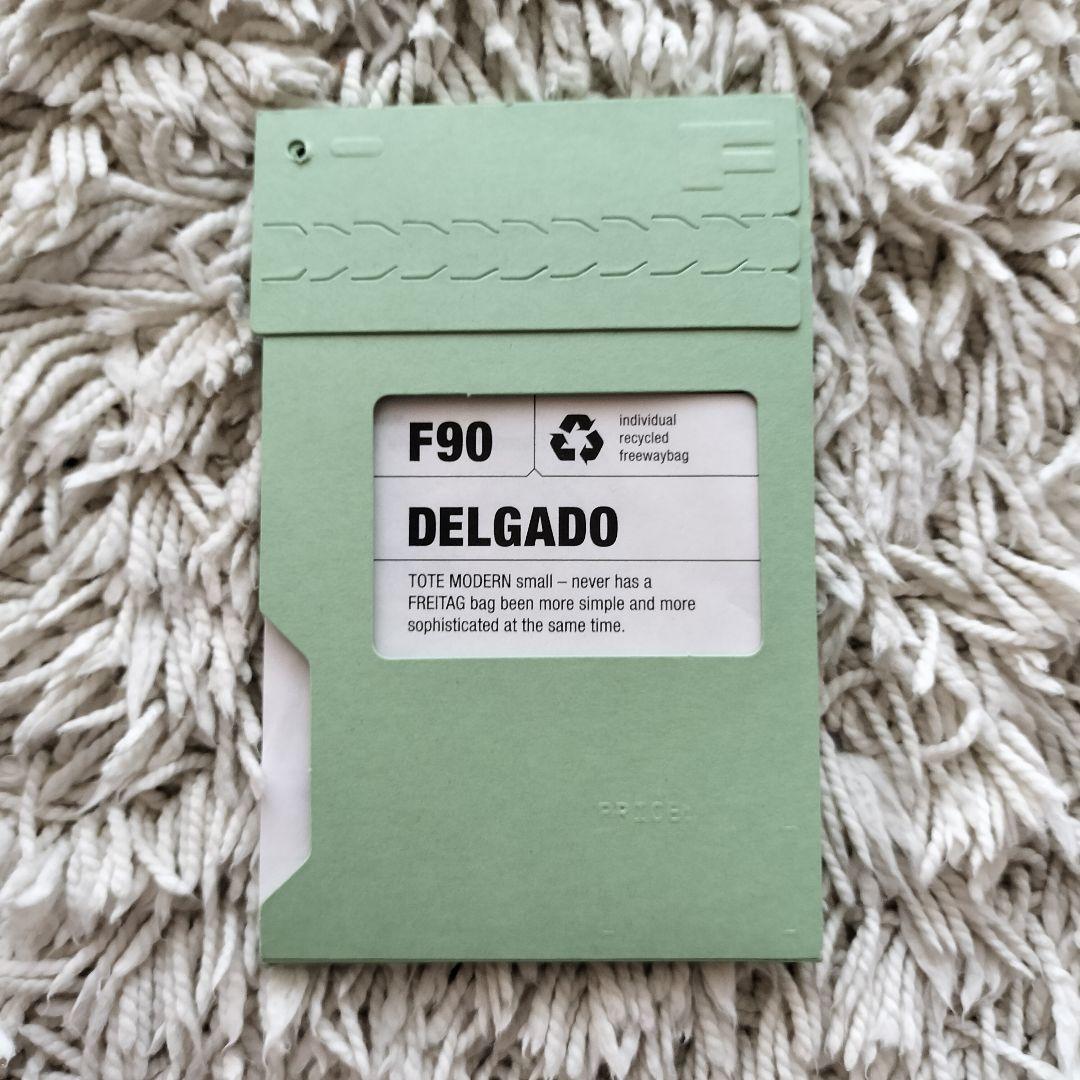 F90
individual
recycled
freewaybag
DELGADO
TOTE MODERN small – never has a
FREITAG bag been more simple and more
sophisticated at the same time.
PRICE: